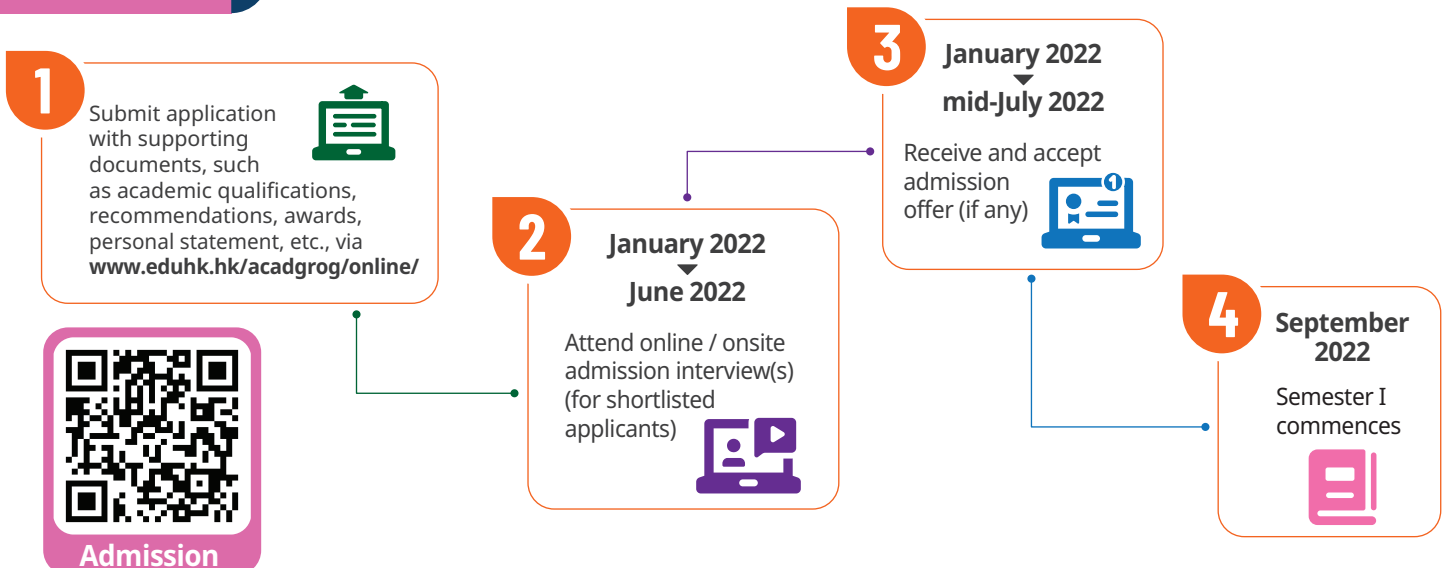 1
Submit application
with supporting
documents, such
as academic qualifications,
recommendations, awards,
personal statement, etc., via
www.eduhk.hk/acadgrog/online/
Admission
2
January 2022
June 2022
Attend online / onsite
admission interview(s)
(for shortlisted
applicants)
3
January 2022
mid-July 2022
Receive and accept
admission
offer (if any)
1
4
September
2022
Semester I
commences